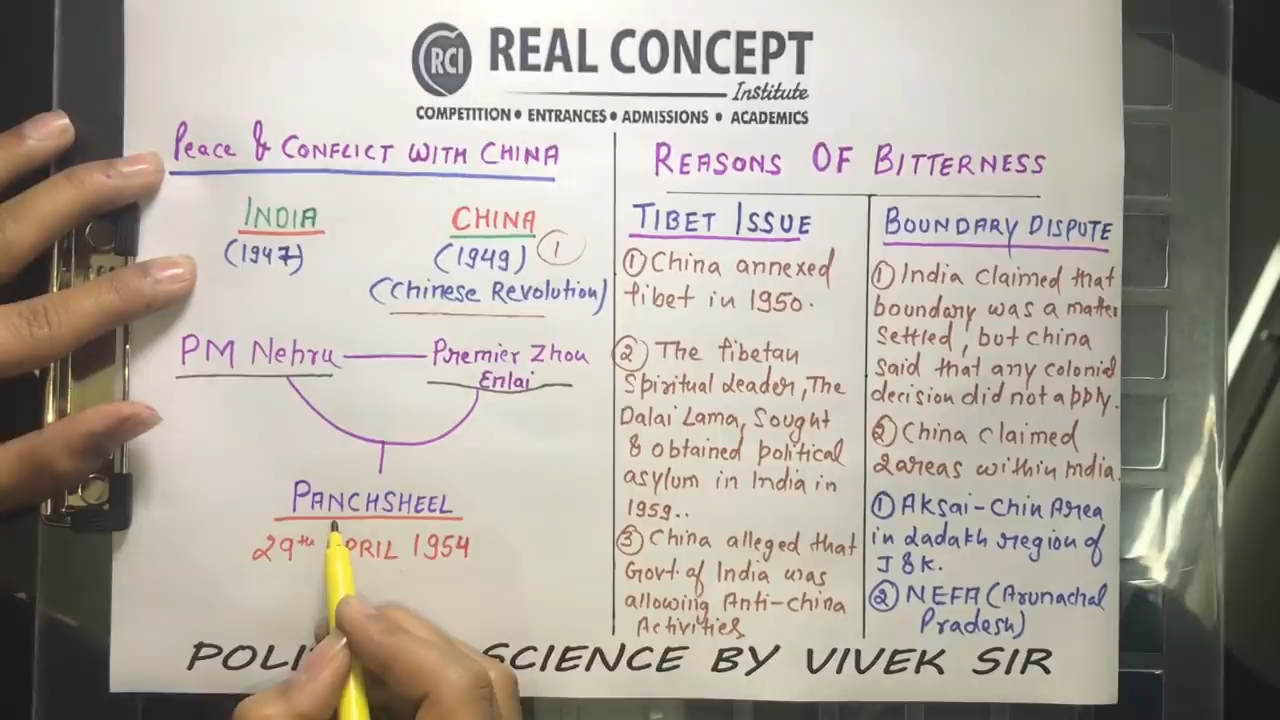 RCI REAL CONCEPT
Institute
COMPETITION • ENTRANCES • ADMISSIONS • ACADEMICS
Peace & CONFLICT WITH CHINA
INDIA
(1947)
CHINA
(1949) 1
(Chinese Revolution)
PM Nehru — Premier Zhou
Enlai
PANCHSHEEL
29th APRIL 1954
REASONS OF BITTERNESS
TIBET ISSUE
① China annexed
Tibet in 1950.
② The Tibetan
Spiritual Leader, The
Dalai Lama, Sought
& obtained political
asylum in India in
1959..
③ China alleged that
Govt. of India was
allowing Anti-China
Activities
BOUNDARY DISPUTE
① India claimed that
boundary was a matter
Settled, but China
Said that any colonial
decision did not apply.
② China claimed
2 areas within India.
① Aksai-Chin Area
in Ladakh region of
J & K.
② NEFA (Arunachal
Pradesh)
SCIENCE BY VIVEK SIR